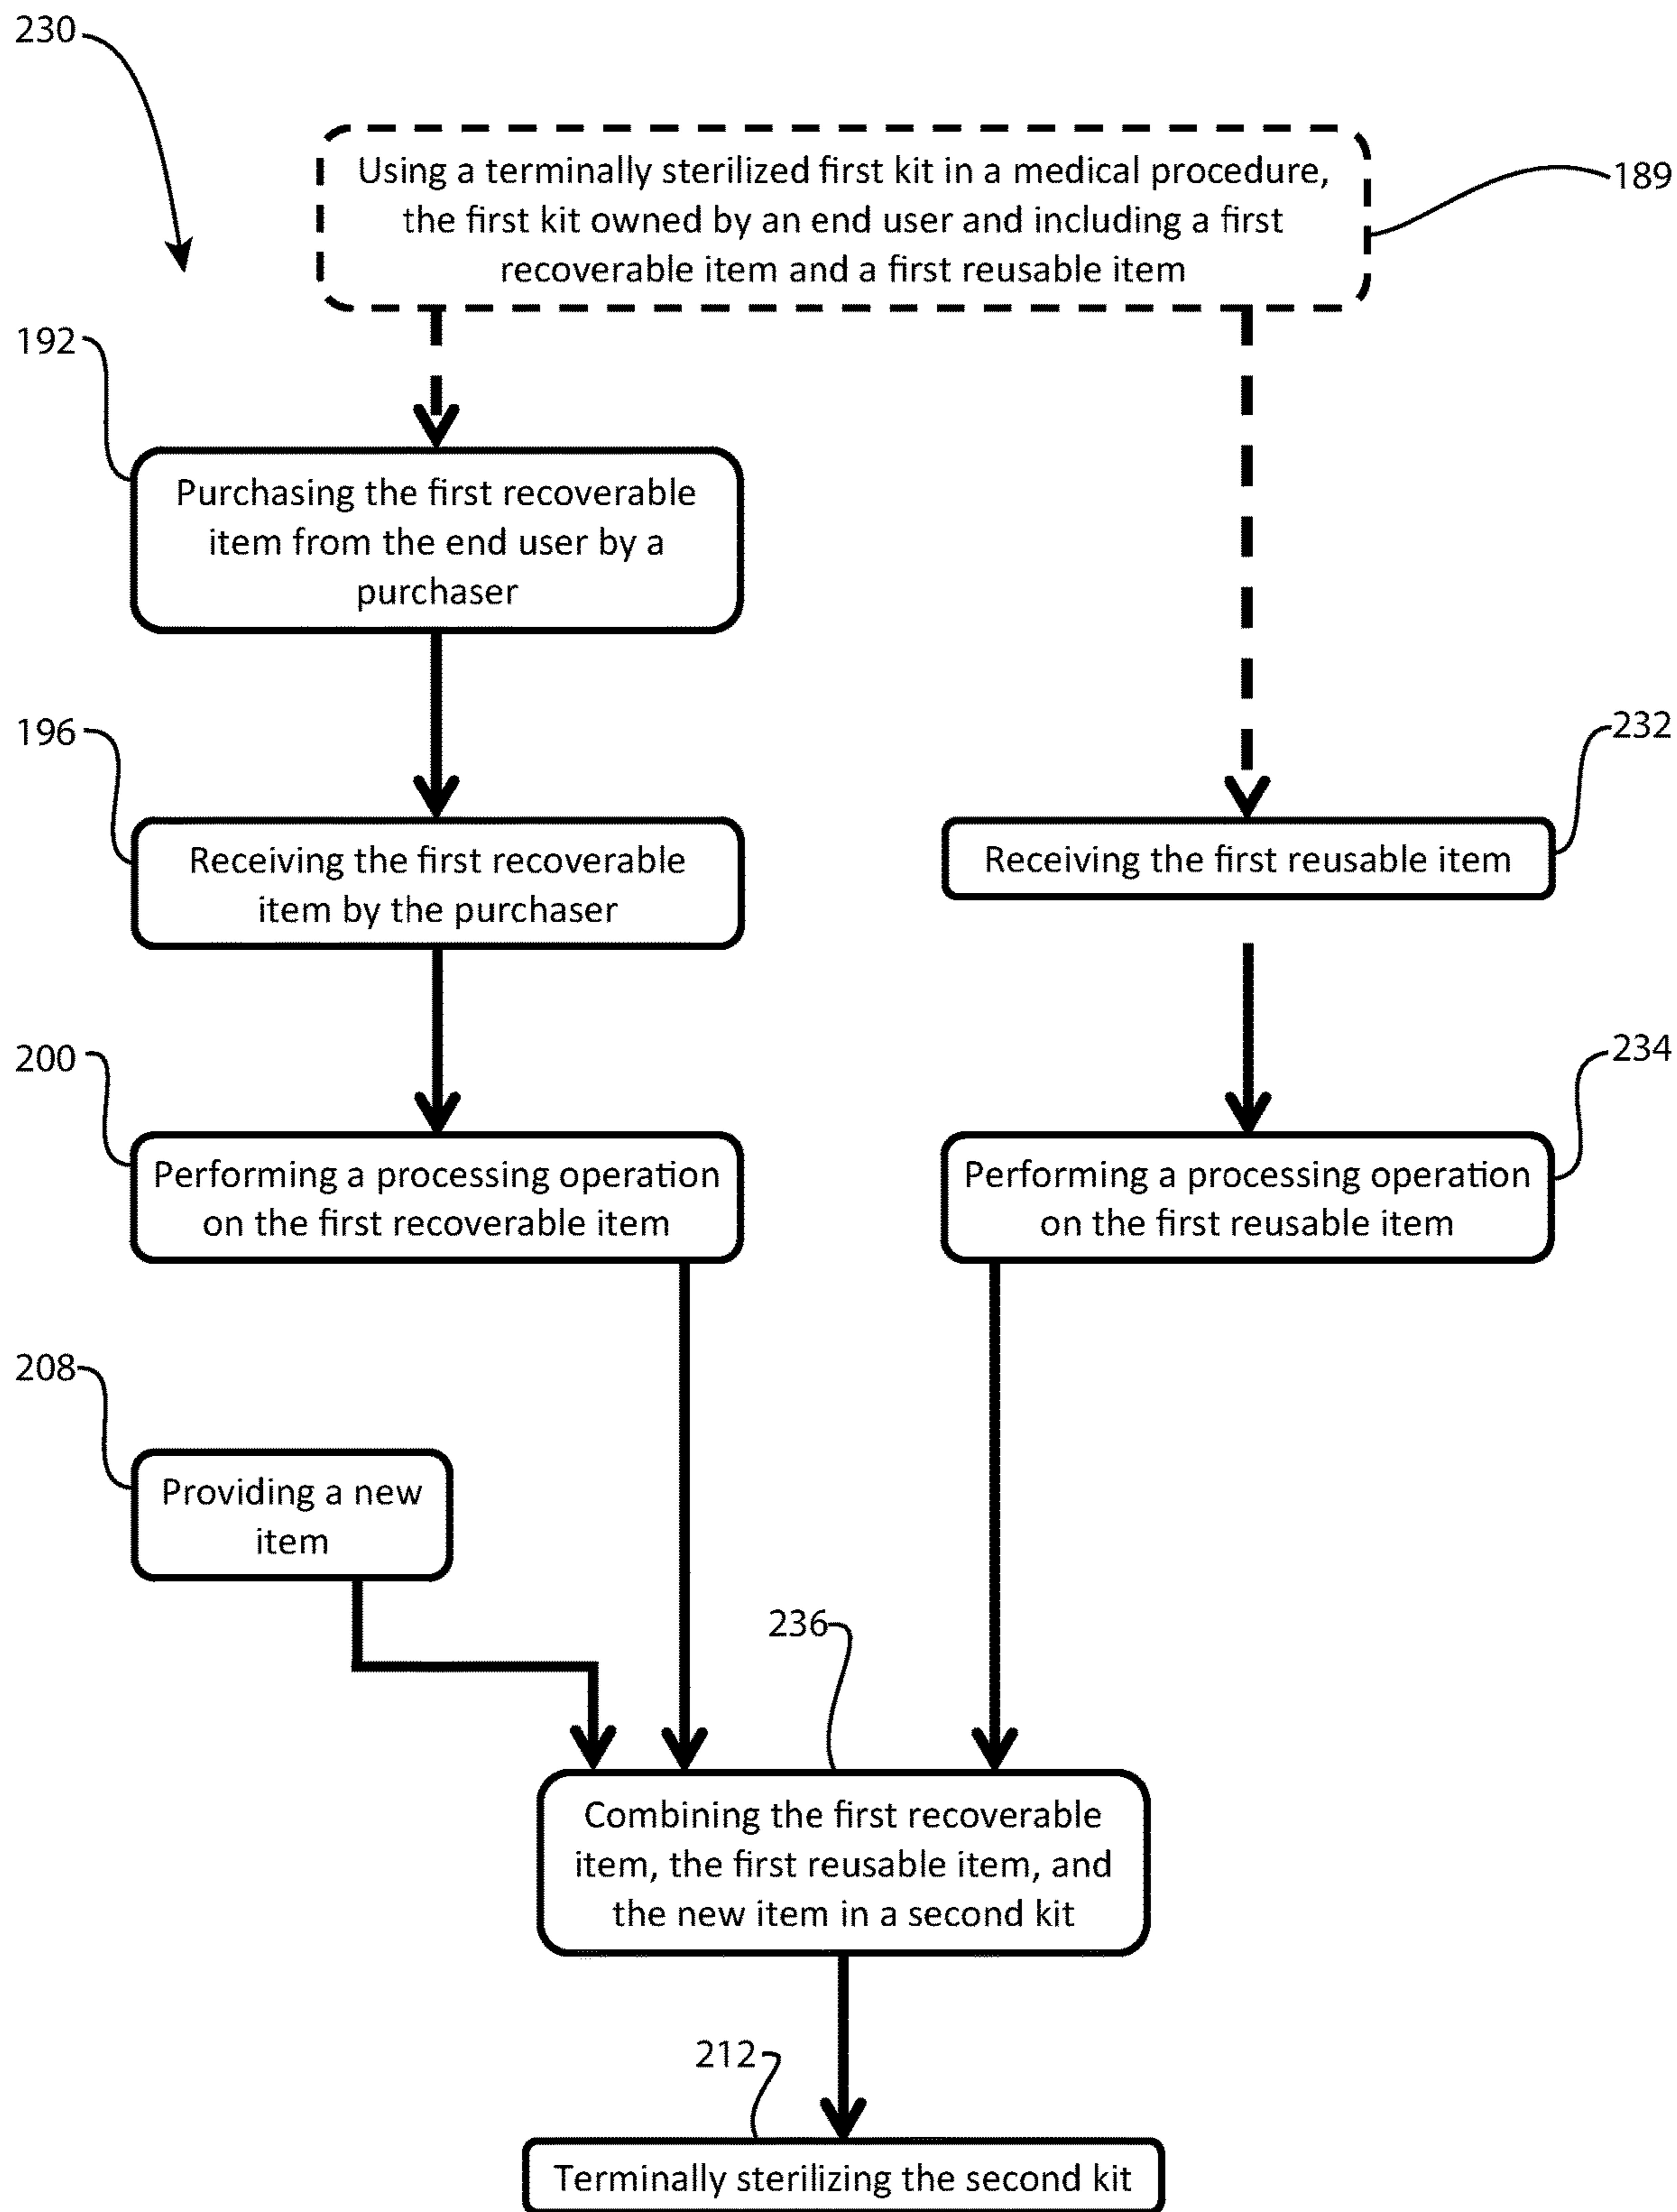 230
Using a terminally sterilized first kit in a medical procedure,
the first kit owned by an end user and including a first
recoverable item and a first reusable item
189
192
Purchasing the first recoverable
item from the end user by a
purchaser
196
Receiving the first recoverable
item by the purchaser
232
Receiving the first reusable item
200
Performing a processing operation
on the first recoverable item
234
Performing a processing operation
on the first reusable item
208
Providing a new
item
236
Combining the first recoverable
item, the first reusable item, and
the new item in a second kit
212
Terminally sterilizing the second kit